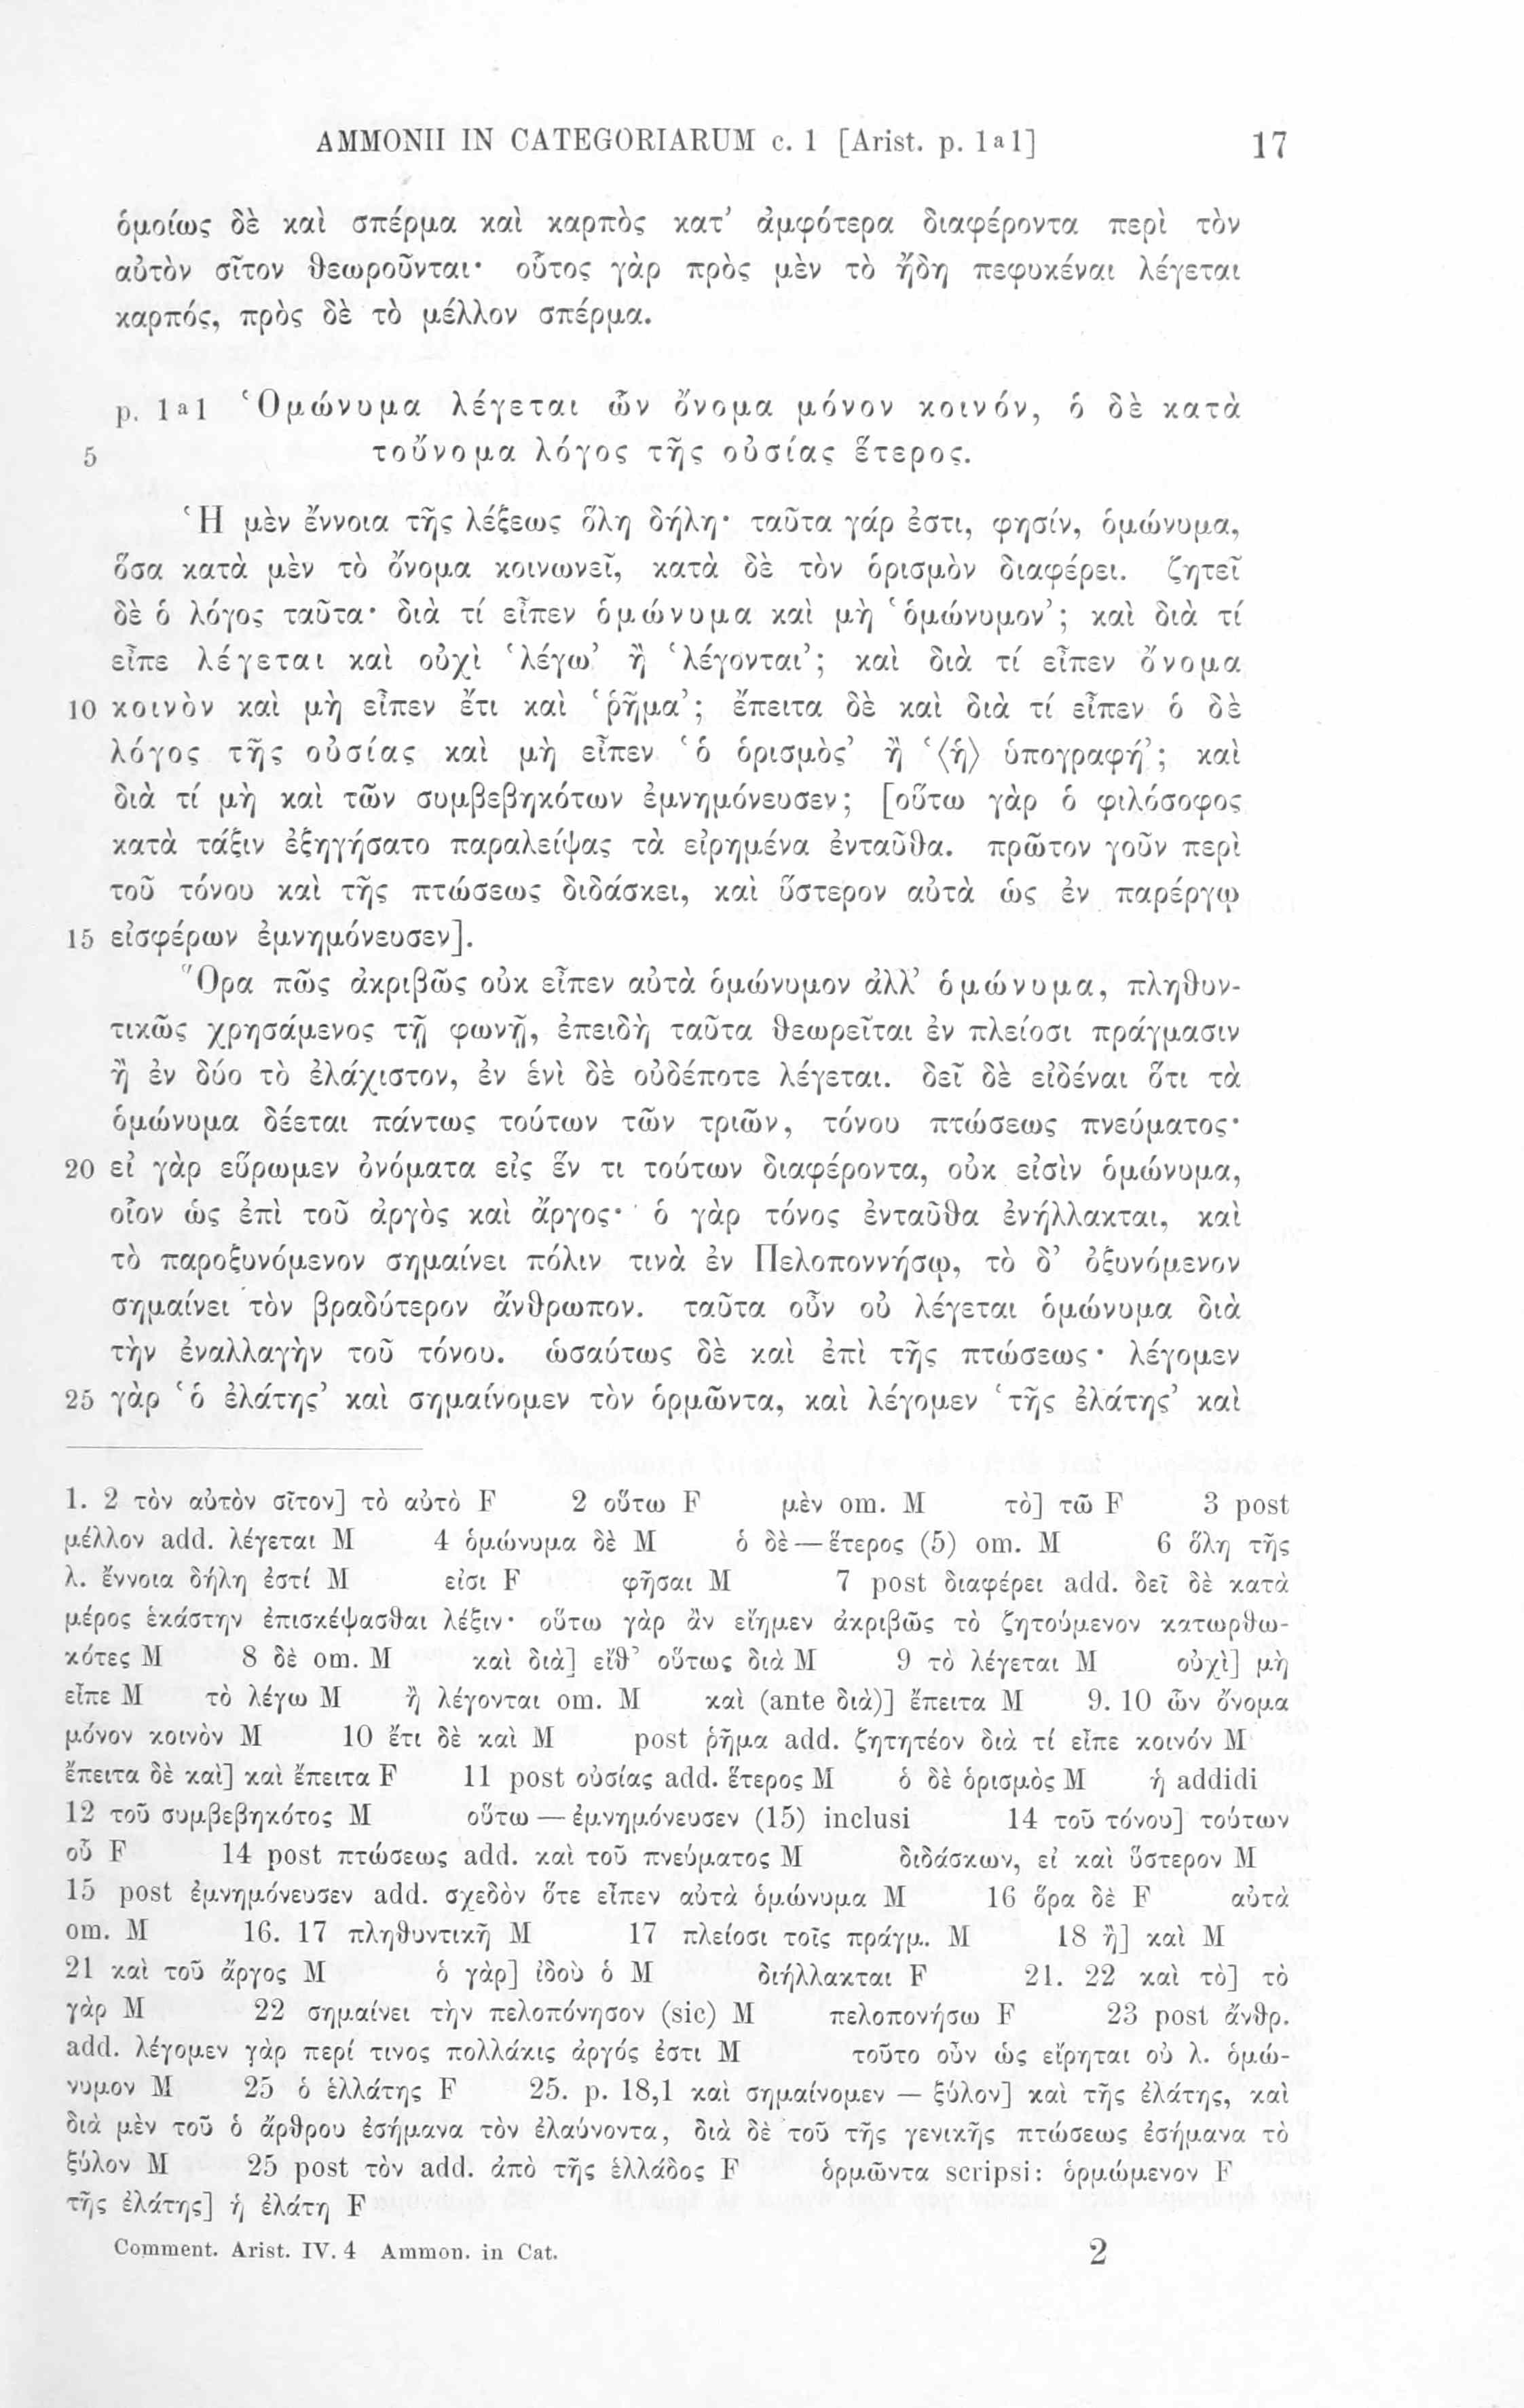 AMMONII IN CATEGORIARUM c. 1 [Arist. p. 1ª1] 17
ὁμοίως δὲ καὶ σπέρμα καὶ καρπὸς κατ’ ἀμφότερα διαφέροντα περὶ τὸν
αὐτὸν σῖτον θεωροῦνται· οὗτος γὰρ πρὸς μὲν τὸ ἤδη πεφυκέναι λέγεται
καρπός, πρὸς δὲ τὸ μέλλον σπέρμα.
p. 1ª1 Ὁμώνυμα λέγεται ὧν ὄνομα μόνον κοινόν, ὁ δὲ κατὰ
5 τοὔνομα λόγος τῆς οὐσίας ἕτερος.
Ἡ μὲν ἔννοια τῆς λέξεως ὅλη δήλη· ταῦτα γάρ ἐστι, φησίν, ὁμώνυμα,
ὅσα κατὰ μὲν τὸ ὄνομα κοινωνεῖ, κατὰ δὲ τὸν ὁρισμὸν διαφέρει. ζητεῖ
δὲ ὁ λόγος ταῦτα· διὰ τί εἶπεν ὁμώνυμα καὶ μὴ ‘ὁμώνυμον’; καὶ διὰ τί
εἶπε λέγεται καὶ οὐχὶ ‘λέγω’ ἢ ‘λέγονται’; καὶ διὰ τί εἶπεν ὄνομα
10 κοινὸν καὶ μὴ εἶπεν ἔτι καὶ ‘ῥῆμα’; ἔπειτα δὲ καὶ διὰ τί εἶπεν ὁ δὲ
λόγος τῆς οὐσίας καὶ μὴ εἶπεν ‘ὁ ὁρισμὸς’ ἢ ‘⟨ἡ⟩ ὑπογραφή’; καὶ
διὰ τί μὴ καὶ τῶν συμβεβηκότων ἐμνημόνευσεν; [οὕτω γὰρ ὁ φιλόσοφος
κατὰ τάξιν ἐξηγήσατο παραλείψας τὰ εἰρημένα ἐνταῦθα. πρῶτον γοῦν περὶ
τοῦ τόνου καὶ τῆς πτώσεως διδάσκει, καὶ ὕστερον αὐτὰ ὡς ἐν παρέργῳ
15 εἰσφέρων ἐμνημόνευσεν].
Ὅρα πῶς ἀκριβῶς οὐκ εἶπεν αὐτὰ ὁμώνυμον ἀλλ’ ὁμώνυμα, πληθυν-
τικῶς χρησάμενος τῇ φωνῇ, ἐπειδὴ ταῦτα θεωρεῖται ἐν πλείοσι πράγμασιν
ἢ ἐν δύο τὸ ἐλάχιστον, ἐν ἑνὶ δὲ οὐδέποτε λέγεται. δεῖ δὲ εἰδέναι ὅτι τὰ
ὁμώνυμα δέεται πάντως τούτων τῶν τριῶν, τόνου πτώσεως πνεύματος·
20 εἰ γὰρ εὕρωμεν ὀνόματα εἰς ἕν τι τούτων διαφέροντα, οὐκ εἰσὶν ὁμώνυμα,
οἷον ὡς ἐπὶ τοῦ ἀργὸς καὶ ἄργος· ὁ γὰρ τόνος ἐνταῦθα ἐνήλλακται, καὶ
τὸ παροξυνόμενον σημαίνει πόλιν τινὰ ἐν Πελοποννήσῳ, τὸ δ’ ὀξυνόμενον
σημαίνει τὸν βραδύτερον ἄνθρωπον. ταῦτα οὖν οὐ λέγεται ὁμώνυμα διὰ
τὴν ἐναλλαγὴν τοῦ τόνου. ὡσαύτως δὲ καὶ ἐπὶ τῆς πτώσεως· λέγομεν
25 γὰρ ‘ὁ ἐλάτης’ καὶ σημαίνομεν τὸν ὁρμῶντα, καὶ λέγομεν ‘τῆς ἐλάτης’ καὶ
1. 2 τὸν αὐτὸν σῖτον] τὸ αὐτὸ F 2 οὕτω F μὲν om. M τὸ] τῶ F 3 post
μέλλον add. λέγεται M 4 ὁμώνυμα δὲ M ὁ δὲ — ἕτερος (5) om. M 6 ὅλη τῆς
λ. ἔννοια δήλη ἐστί M εἰσι F φῆσαι M 7 post διαφέρει add. δεῖ δὲ κατὰ
μέρος ἑκάστην ἐπισκέψασθαι λέξιν· οὕτω γὰρ ἂν εἴημεν ἀκριβῶς τὸ ζητούμενον κατωρθω-
κότες M 8 δὲ om. M καὶ διὰ] εἴθ’ οὕτως διὰ M 9 τὸ λέγεται M οὐχὶ] μὴ
εἶπε M τὸ λέγω M ἢ λέγονται om. M καὶ (ante διὰ)] ἔπειτα M 9. 10 ὧν ὄνομα
μόνον κοινὸν M 10 ἔτι δὲ καὶ M post ῥῆμα add. ζητητέον διὰ τί εἶπε κοινόν M
ἔπειτα δὲ καὶ] καὶ ἔπειτα F 11 post οὐσίας add. ἕτερος M ὁ δὲ ὁρισμὸς M ἡ addidi
12 τοῦ συμβεβηκότος M οὕτω — ἐμνημόνευσεν (15) inclusi 14 τοῦ τόνου] τούτων
οὗ F 14 post πτώσεως add. καὶ τοῦ πνεύματος M διδάσκων, εἰ καὶ ὕστερον M
15 post ἐμνημόνευσεν add. σχεδὸν ὅτε εἶπεν αὐτὰ ὁμώνυμα M 16 ὅρα δὲ F αὐτὰ
om. M 16. 17 πληθυντικῆ M 17 πλείοσι τοῖς πράγμ. M 18 ἢ] καὶ M
21 καὶ τοῦ ἄργος M ὁ γὰρ] ἰδοὺ ὁ M διήλλακται F 21. 22 καὶ τὸ] τὸ
γὰρ M 22 σημαίνει τὴν πελοπόνησον (sic) M πελοπονήσω F 23 post ἄνθρ.
add. λέγομεν γὰρ περί τινος πολλάκις ἀργός ἐστι M τοῦτο οὖν ὡς εἴρηται οὐ λ. ὁμώ-
νυμον M 25 ὁ ἑλλάτης F 25. p. 18,1 καὶ σημαίνομεν — ξύλον] καὶ τῆς ἐλάτης, καὶ
διὰ μὲν τοῦ ὁ ἄρθρου ἐσήμανα τὸν ἐλαύνοντα, διὰ δὲ τοῦ τῆς γενικῆς πτώσεως ἐσήμανα τὸ
ξύλον M 25 post τὸν add. ἀπὸ τῆς ἑλλάδος F ὁρμῶντα scripsi: ὁρμώμενον F
τῆς ἐλάτης] ἡ ἐλάτη F
Comment. Arist. IV. 4 Ammon. in Cat. 2